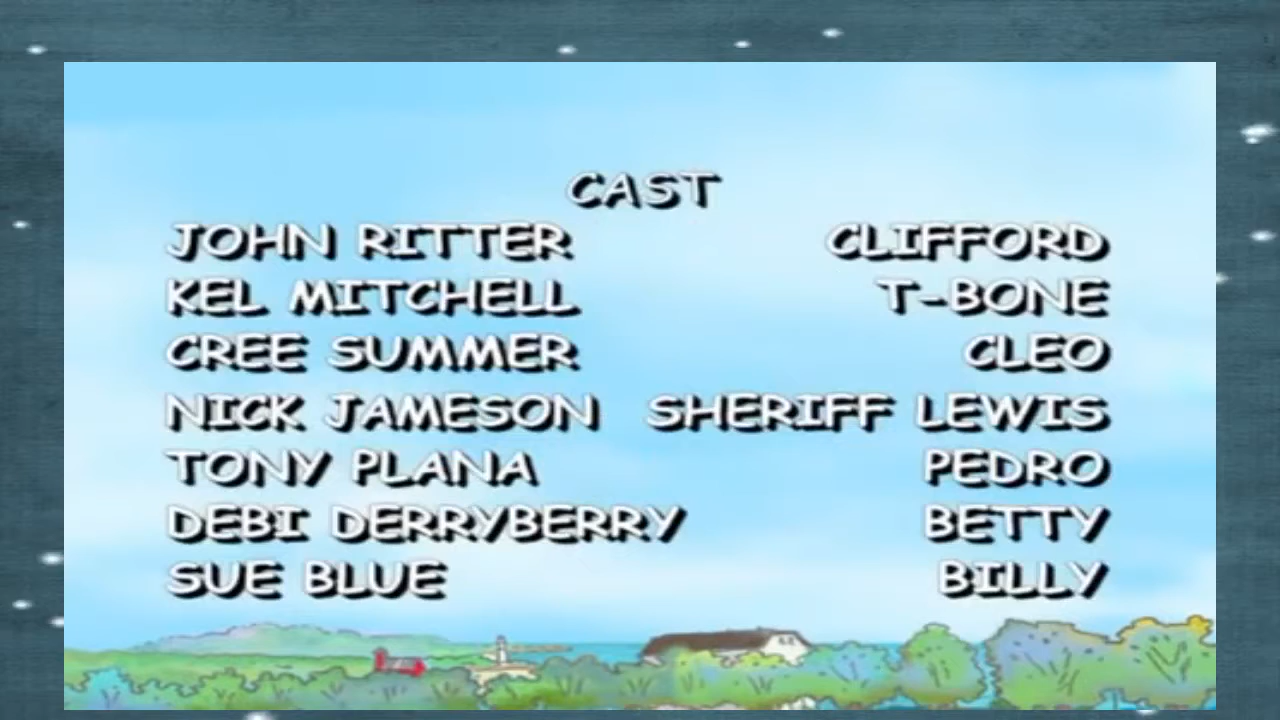 CAST
JOHN RITTER CLIFFORD
KEL MITCHELL T-BONE
CREE SUMMER CLEO
NICK JAMESON SHERIFF LEWIS
TONY PLANA PEDRO
DEBI DERRYBERRY BETTY
SUE BLUE BILLY